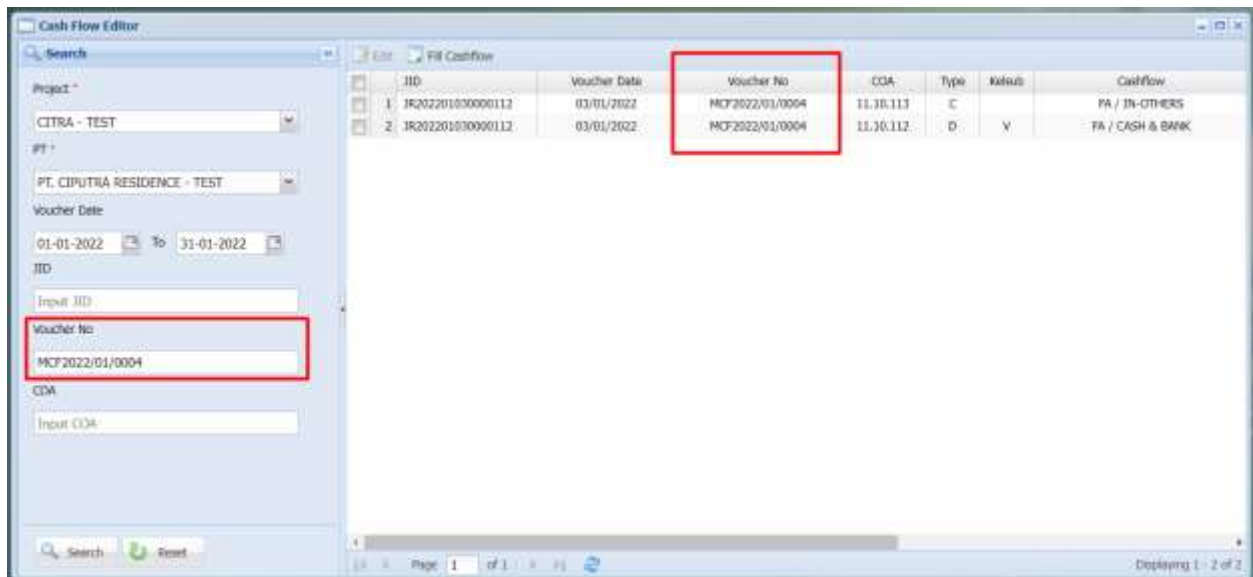 Cash Flow Editor
Search
Project *
CITRA - TEST
PT *
PT. CIPUTRA RESIDENCE - TEST
Voucher Date
01-01-2022 To 31-01-2022
JID
Input JID
Voucher No
MCF2022/01/0004
COA
Input COA
Search Reset
Edit Fill Cashflow
JID Voucher Date Voucher No COA Type Kelsub Cashflow
1 JR202201030000112 03/01/2022 MCF2022/01/0004 11.10.113 C PA / IN-OTHERS
2 JR202201030000112 03/01/2022 MCF2022/01/0004 11.10.112 D V PA / CASH & BANK
Page 1 of 1 Displaying 1 - 2 of 2